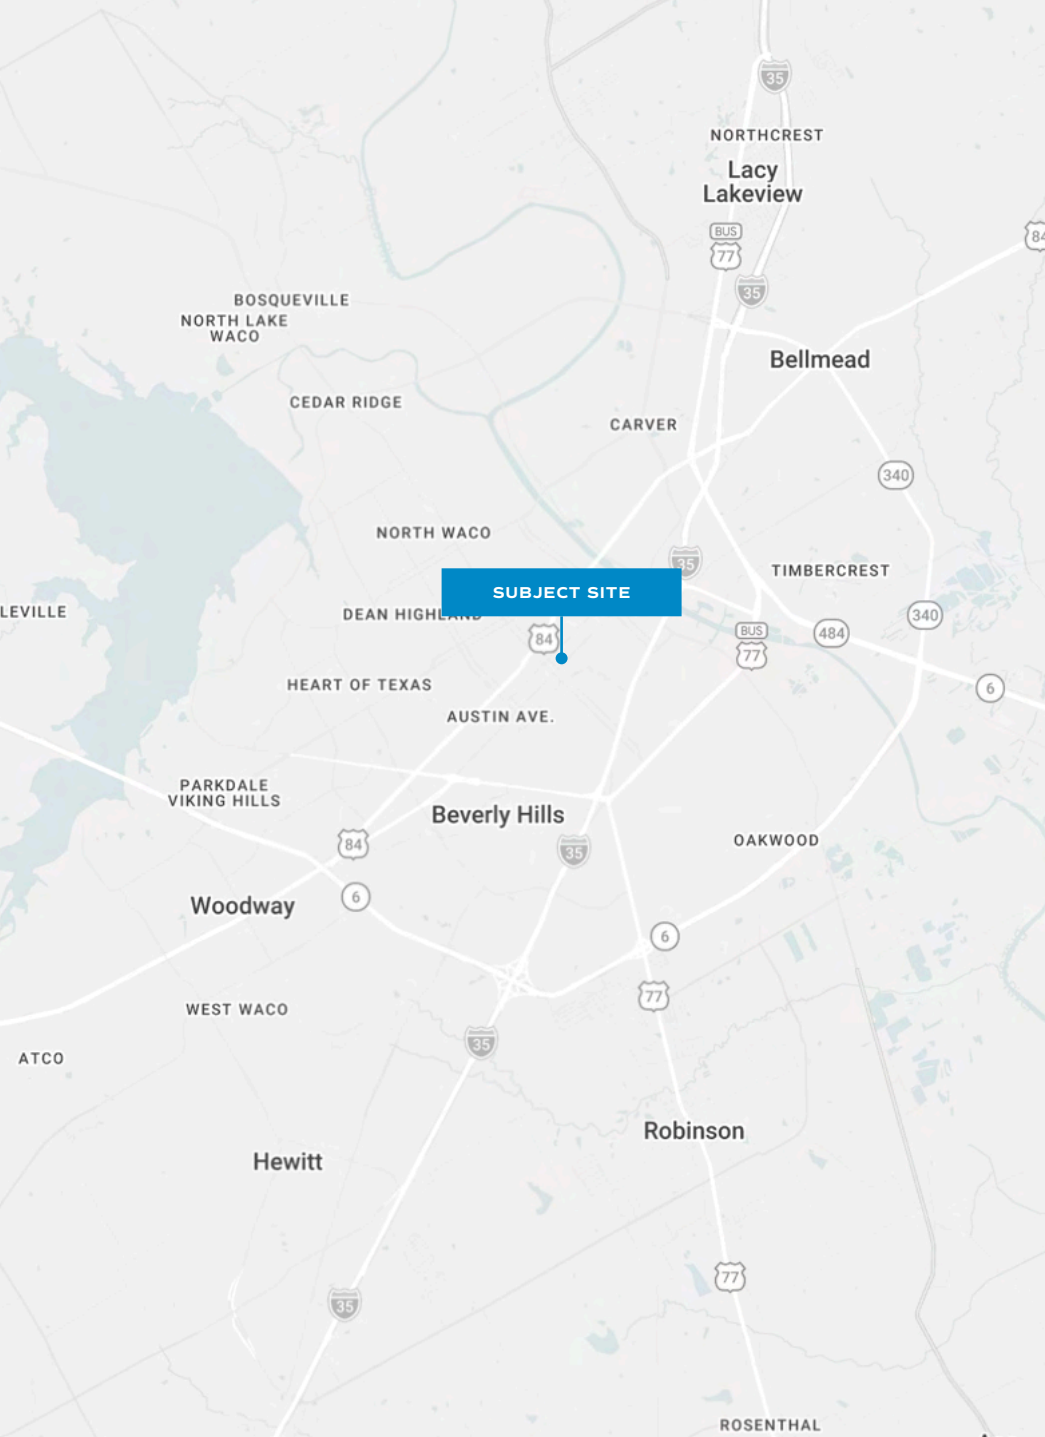 35
NORTHCREST
Lacy
Lakeview
BUS
77
84
35
BOSQUEVILLE
NORTH LAKE
WACO
Bellmead
CEDAR RIDGE
CARVER
340
NORTH WACO
35
TIMBERCREST
SUBJECT SITE
LEVILLE
DEAN HIGHLAND
340
BUS
484
84
77
HEART OF TEXAS
6
AUSTIN AVE.
PARKDALE
VIKING HILLS
Beverly Hills
84
35
OAKWOOD
6
Woodway
6
77
WEST WACO
35
ATCO
Robinson
Hewitt
77
35
ROSENTHAL